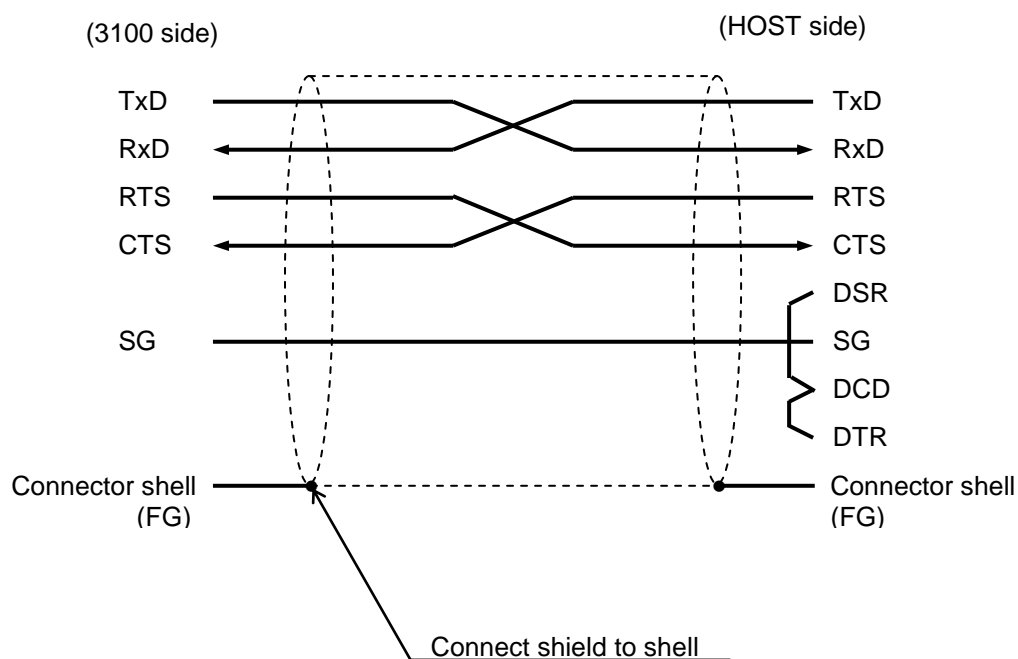 (3100 side) (HOST side)
TxD TxD
RxD RxD
RTS RTS
CTS CTS
DSR
SG SG
DCD
DTR
Connector shell Connector shell
(FG) (FG)
Connect shield to shell